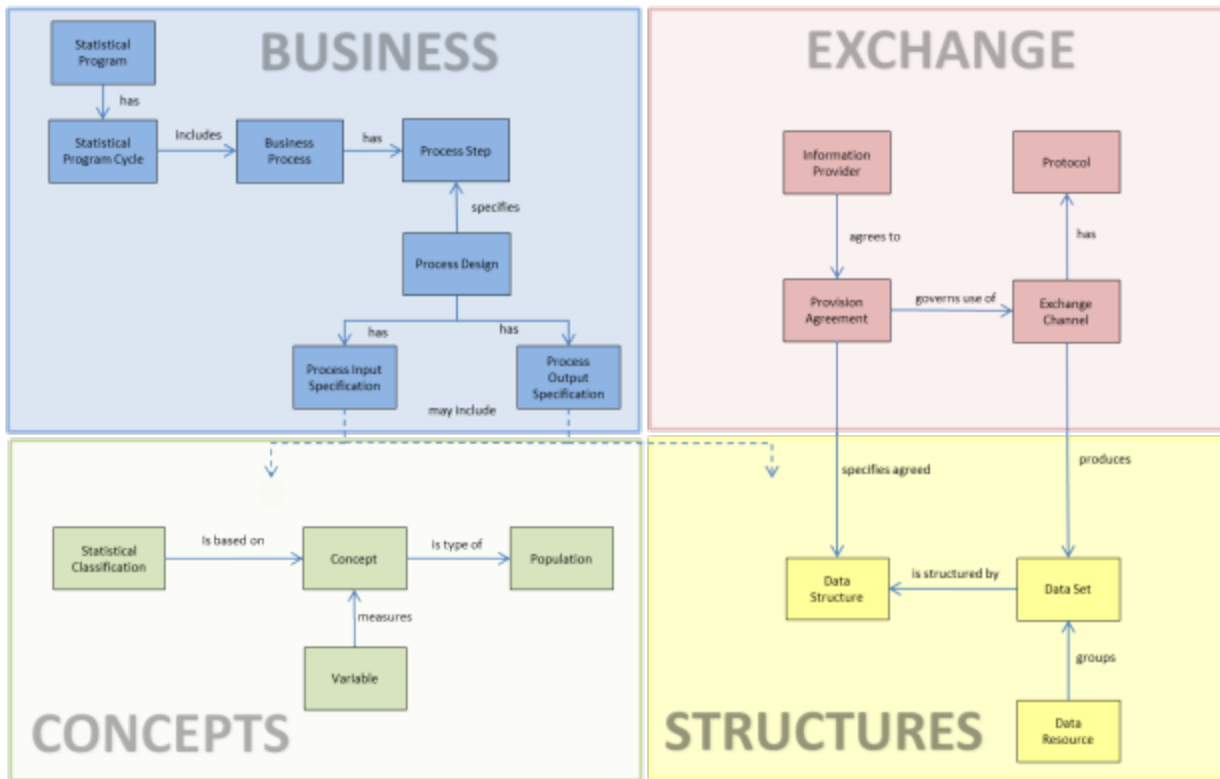 BUSINESS
Statistical
Program
has
Statistical
Program Cycle
includes
Business
Process
has
Process Step
specifies
Process Design
has
has
Process Input
Specification
Process
Output
Specification
may include
EXCHANGE
Information
Provider
Protocol
agrees to
has
Provision
Agreement
governs use of
Exchange
Channel
specifies agreed
produces
Statistical
Classification
Is based on
Concept
is type of
Population
measures
Variable
CONCEPTS
Data
Structure
is structured by
Data Set
groups
Data
Resource
STRUCTURES